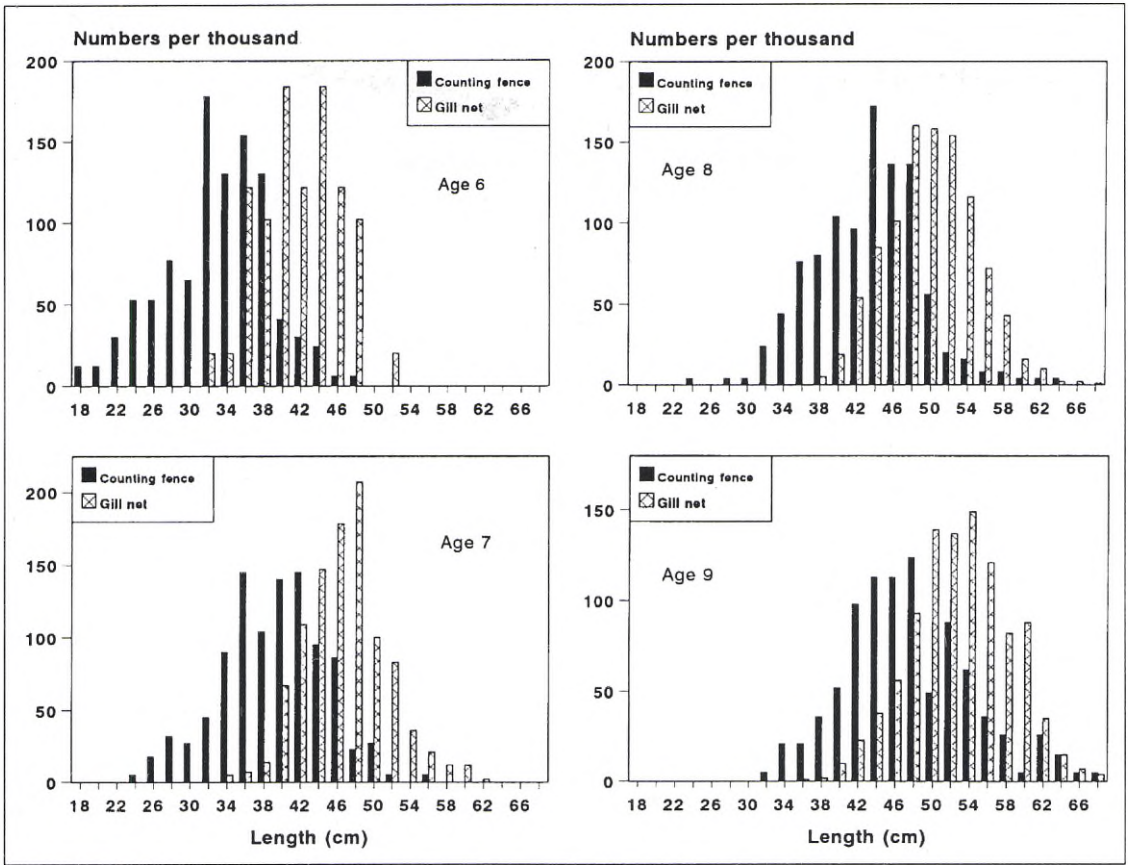 Numbers per thousand
200
150
100
50
0
Counting fence
Gill net
Age 6
18 22 26 30 34 38 42 46 50 54 58 62 66
Numbers per thousand
200
150
100
50
0
Counting fence
Gill net
Age 8
18 22 26 30 34 38 42 46 50 54 58 62 66
200
150
100
50
0
Counting fence
Gill net
Age 7
18 22 26 30 34 38 42 46 50 54 58 62 66
Length (cm)
150
100
50
0
Counting fence
Gill net
Age 9
18 22 26 30 34 38 42 46 50 54 58 62 66
Length (cm)